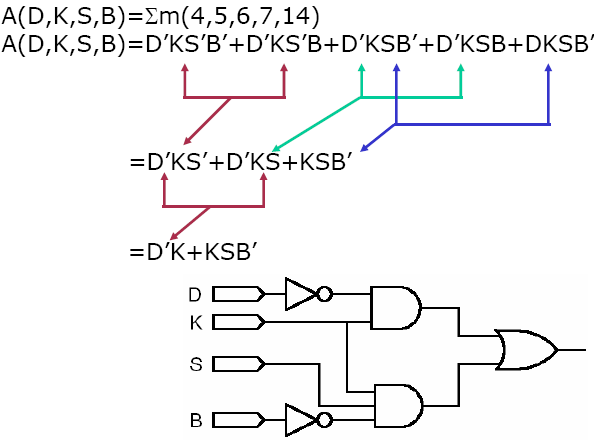 A(D,K,S,B)=Σm(4,5,6,7,14)
A(D,K,S,B)=D′KS′B′+D′KS′B+D′KSB′+D′KSB+DKSB′
=D′KS′+D′KS+KSB′
=D′K+KSB′
D
K
S
B